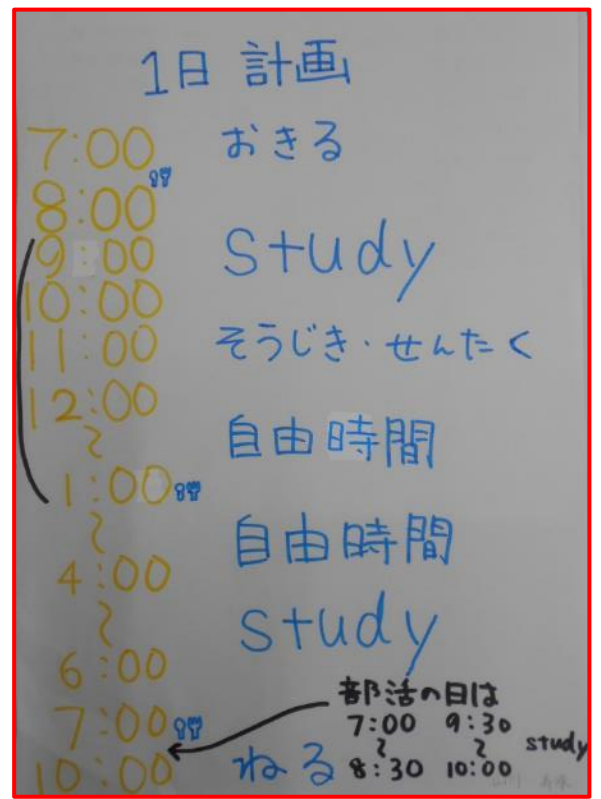 1日 計画
7:00 おきる
8:00
9:00 study
10:00
11:00 そうじき・せんたく
12:00
〜 自由時間
1:00
〜 自由時間
4:00
〜 study
6:00
部活の日は
7:00 7:00 9:30
〜 〜 study
10:00 ねる 8:30 10:00